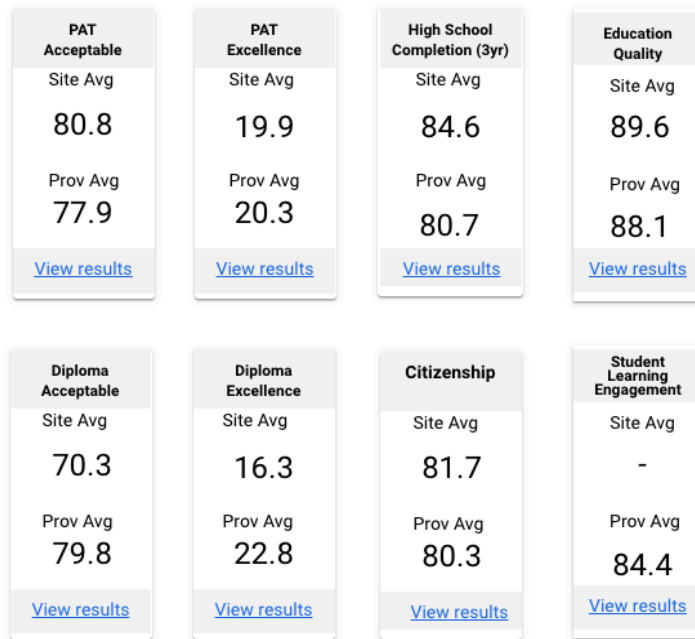 PAT
Acceptable
Site Avg
80.8
Prov Avg
77.9
View results
PAT
Excellence
Site Avg
19.9
Prov Avg
20.3
View results
High School
Completion (3yr)
Site Avg
84.6
Prov Avg
80.7
View results
Education
Quality
Site Avg
89.6
Prov Avg
88.1
View results
Diploma
Acceptable
Site Avg
70.3
Prov Avg
79.8
View results
Diploma
Excellence
Site Avg
16.3
Prov Avg
22.8
View results
Citizenship
Site Avg
81.7
Prov Avg
80.3
View results
Student
Learning
Engagement
Site Avg
-
Prov Avg
84.4
View results